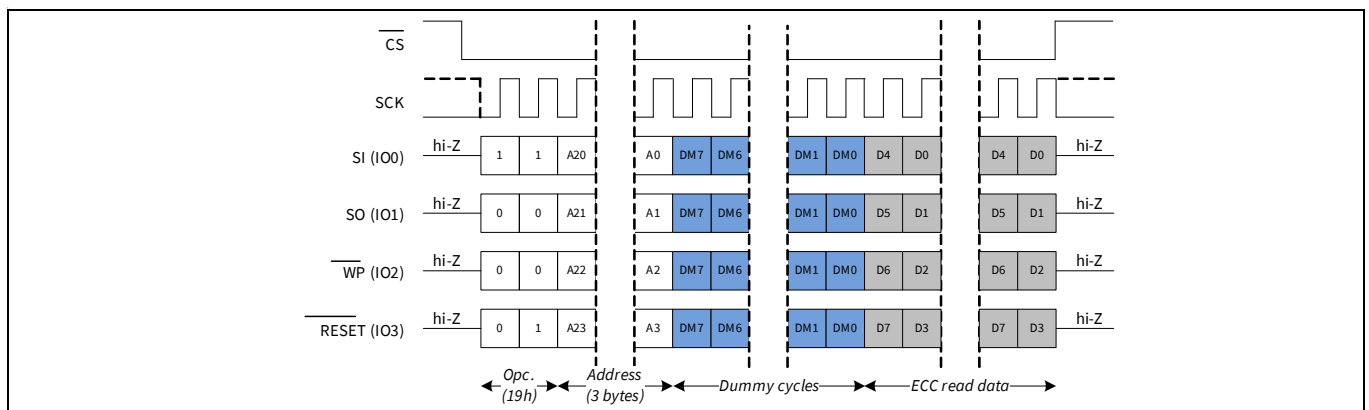 CS
SCK
SI (IO0) hi-Z 1 1 A20 A0 DM7 DM6 DM1 DM0 D4 D0 D4 D0 hi-Z
SO (IO1) hi-Z 0 0 A21 A1 DM7 DM6 DM1 DM0 D5 D1 D5 D1 hi-Z
WP (IO2) hi-Z 0 0 A22 A2 DM7 DM6 DM1 DM0 D6 D2 D6 D2 hi-Z
RESET (IO3) hi-Z 0 1 A23 A3 DM7 DM6 DM1 DM0 D7 D3 D7 D3 hi-Z
Opc. Address Dummy cycles ECC read data
(19h) (3 bytes)